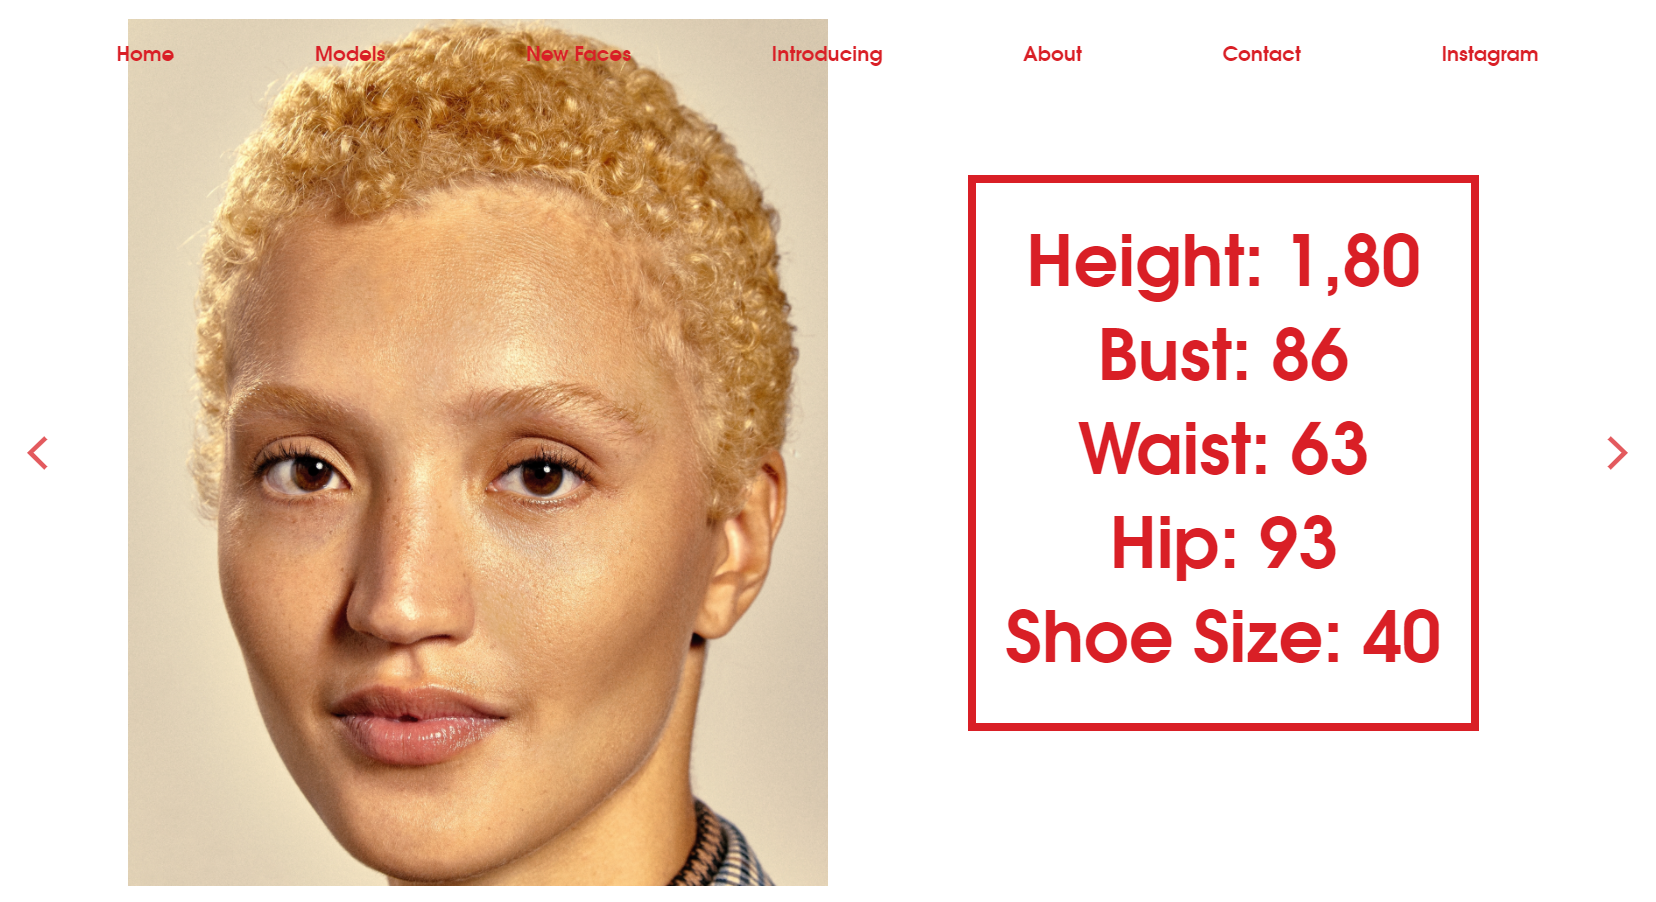 Home Models New Faces Introducing About Contact Instagram
Height: 1,80
Bust: 86
Waist: 63
Hip: 93
Shoe Size: 40